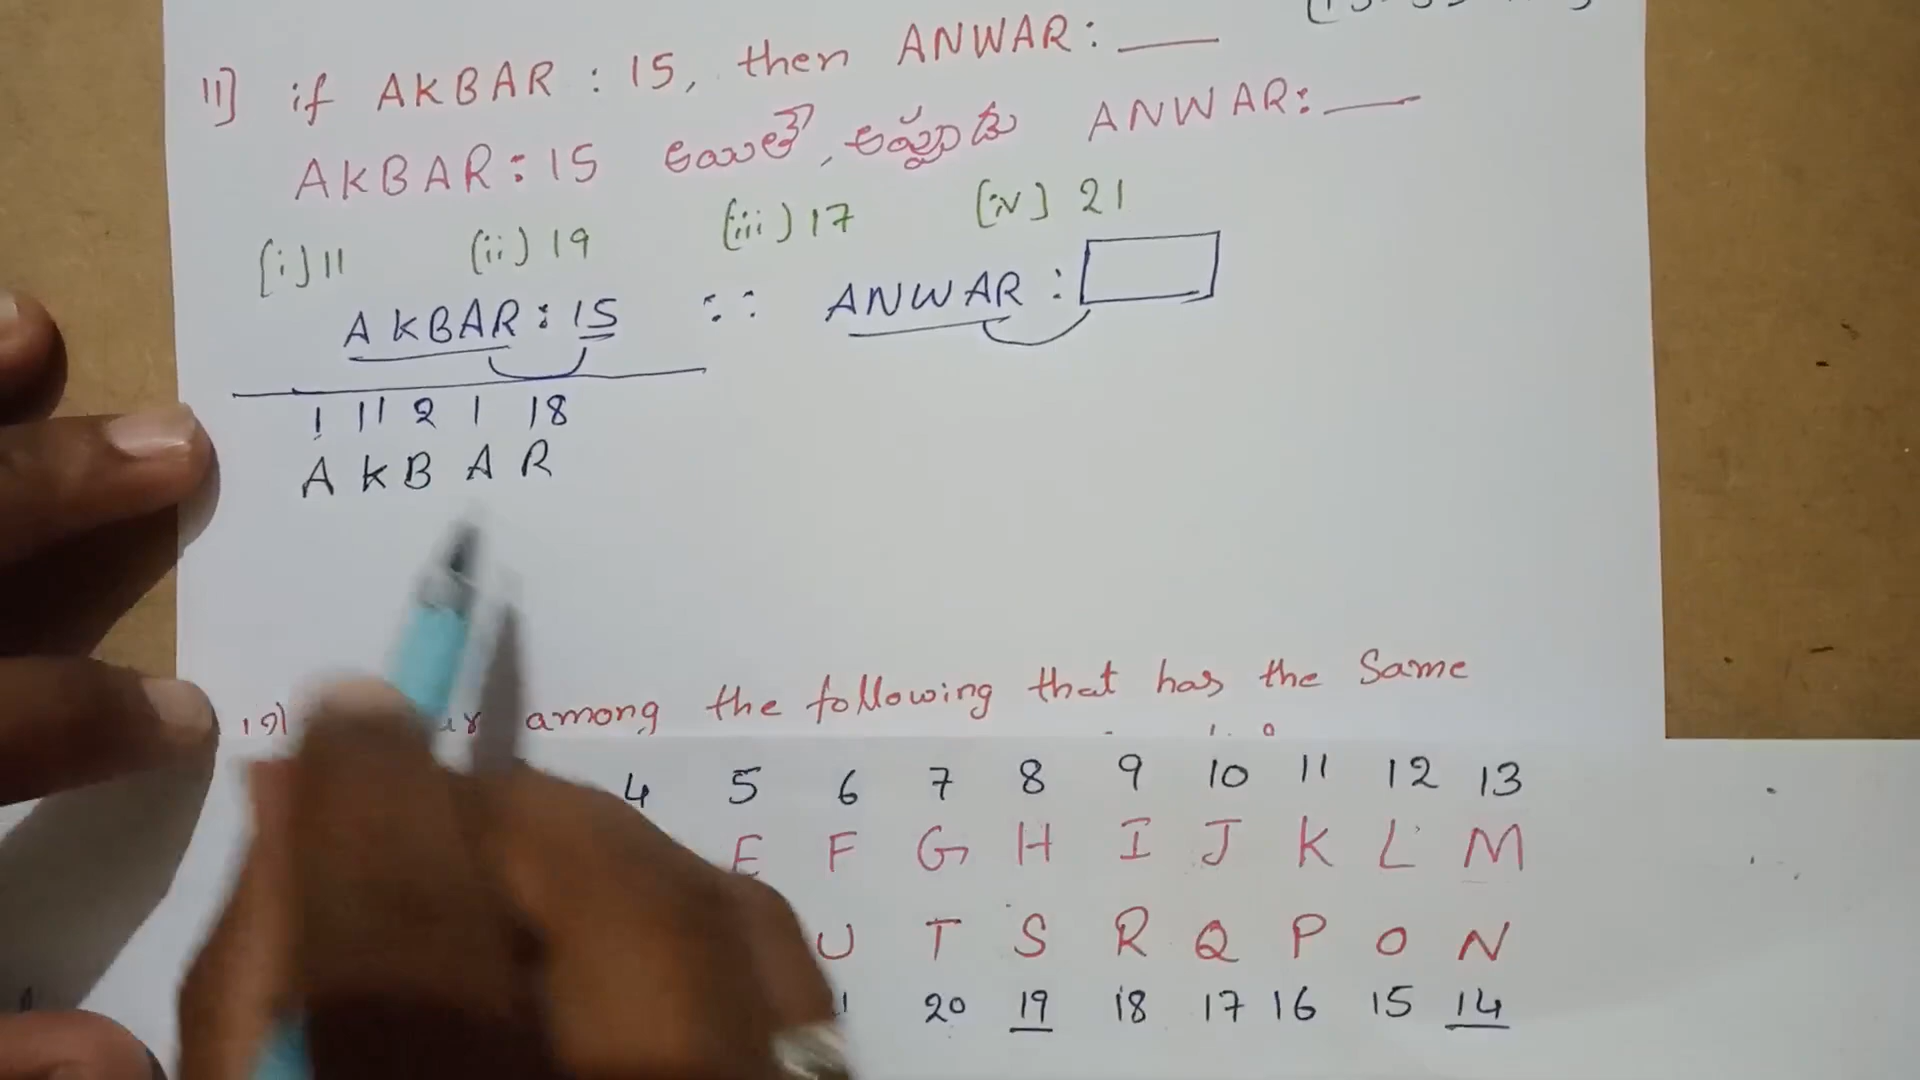 11] if AKBAR : 15, then ANWAR : ___
AKBAR : 15 అయితే, అప్పుడు ANWAR : ___
(i) 11 (ii) 19 (iii) 17 (iv) 21
AKBAR : 15 :: ANWAR :
1 11 2 1 18
A K B A R
among the following that has the Same
4 5 6 7 8 9 10 11 12 13
E F G H I J K L M
U T S R Q P O N
20 19 18 17 16 15 14